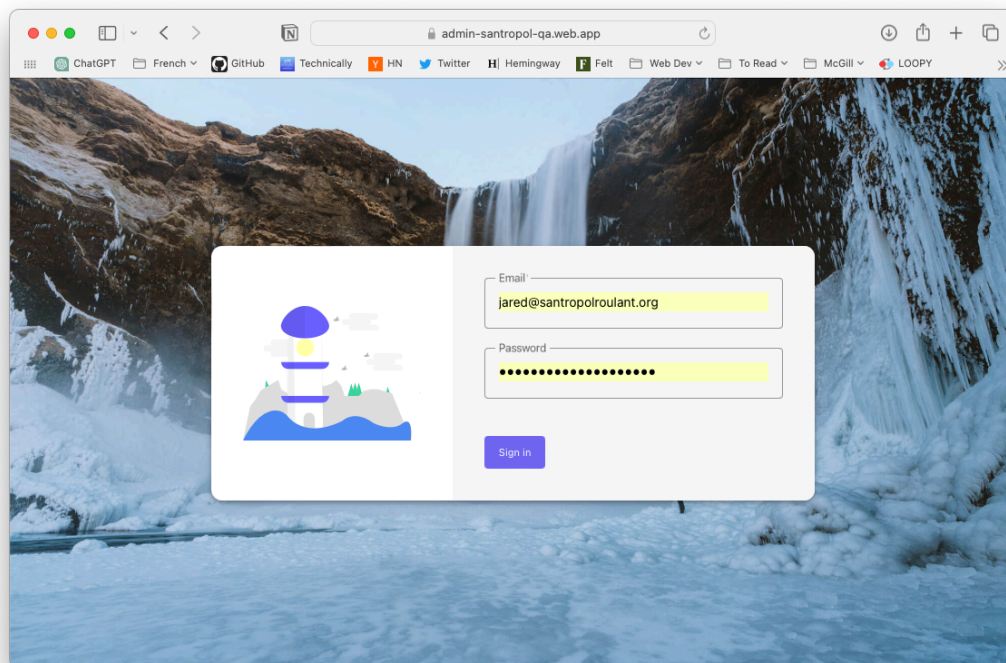 admin-santropol-qa.web.app
ChatGPT French GitHub Technically Y HN Twitter H Hemingway F Felt Web Dev To Read McGill LOOPY
Email
jared@santropolroulant.org
Password
••••••••••••••••••••
Sign in